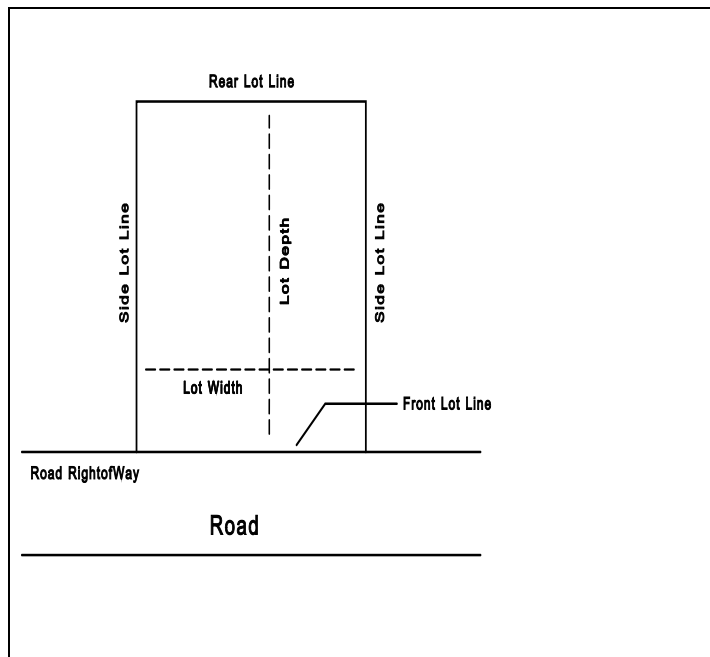 Rear Lot Line
Side Lot Line
Lot Depth
Side Lot Line
Lot Width
Front Lot Line
Road RightofWay
Road